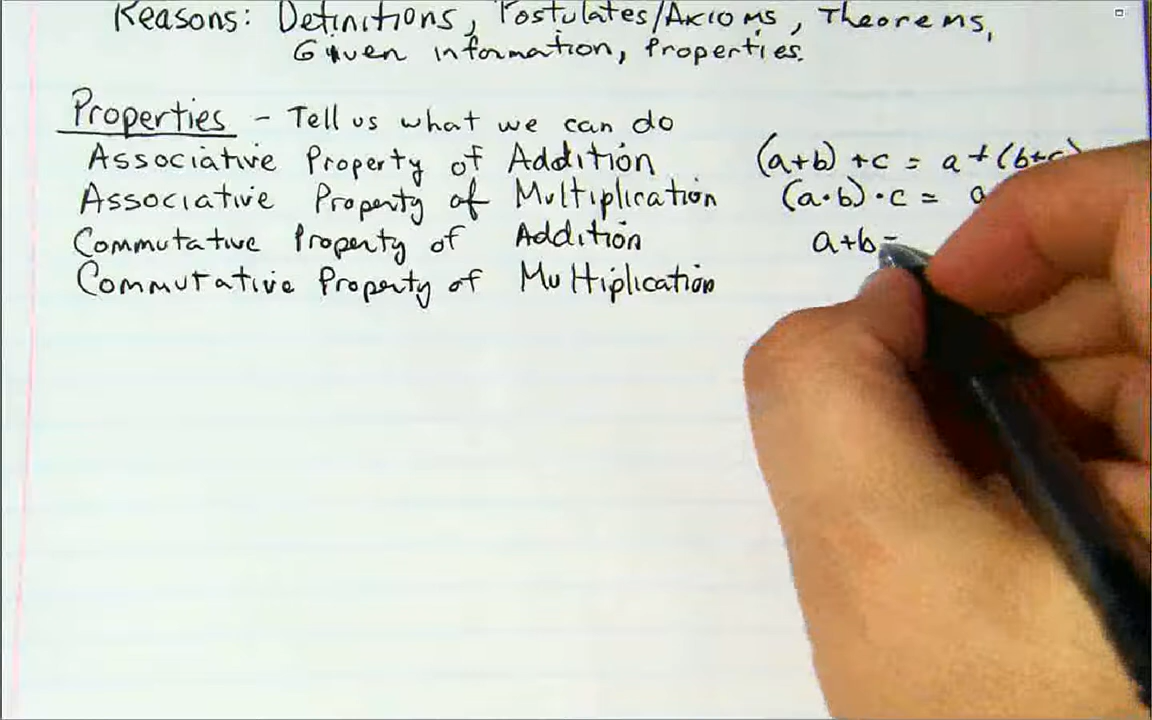 Reasons: Definitions, Postulates/Axioms, Theorems,
Given information, Properties.
Properties - Tell us what we can do
Associative Property of Addition (a+b)+c = a+(b+c)
Associative Property of Multiplication (a·b)·c = a
Commutative Property of Addition a+b=
Commutative Property of Multiplication